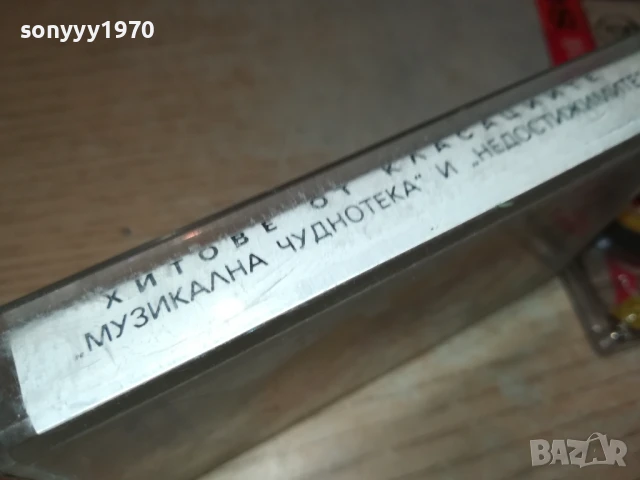 sonyyy1970
ХИТОВЕ ОТ КЛАСАЦИИТЕ
„МУЗИКАЛНА ЧУДНОТЕКА" И „НЕДОСТИЖИМИТЕ
BAZAR